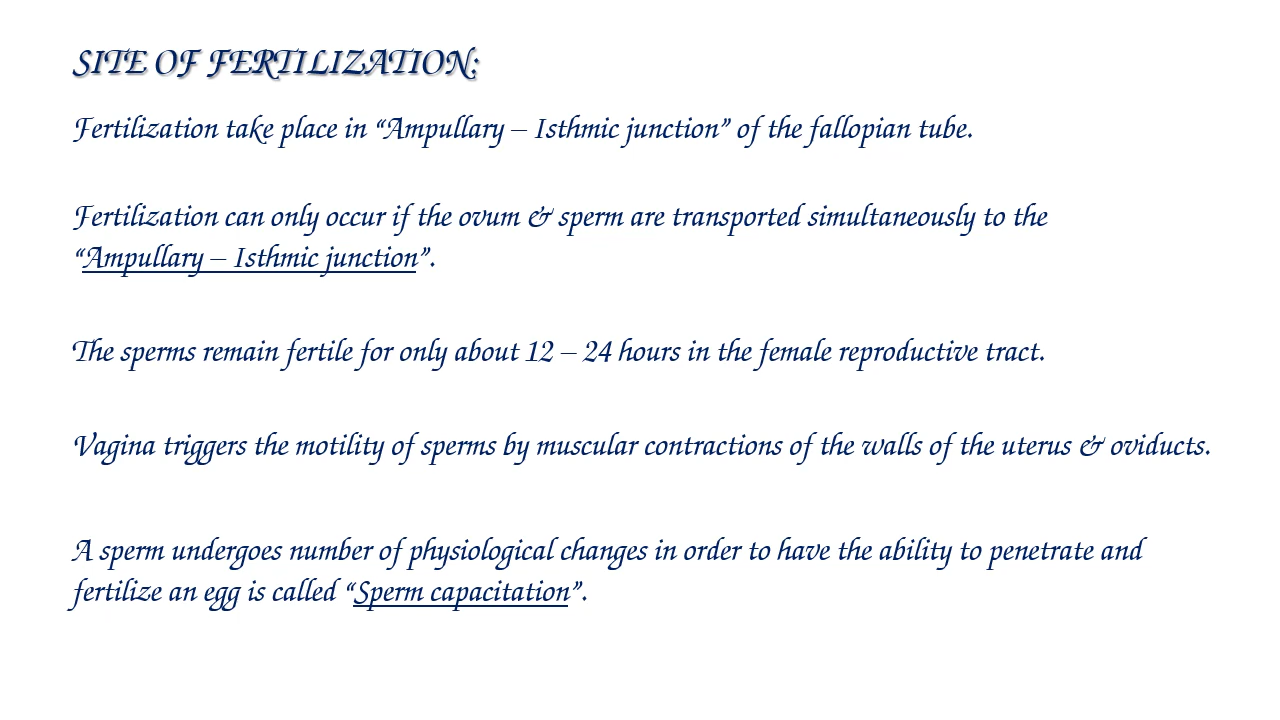 SITE OF FERTILIZATION:
Fertilization take place in “Ampullary – Isthmic junction” of the fallopian tube.
Fertilization can only occur if the ovum & sperm are transported simultaneously to the
“Ampullary – Isthmic junction”.
The sperms remain fertile for only about 12 – 24 hours in the female reproductive tract.
Vagina triggers the motility of sperms by muscular contractions of the walls of the uterus & oviducts.
A sperm undergoes number of physiological changes in order to have the ability to penetrate and
fertilize an egg is called “Sperm capacitation”.